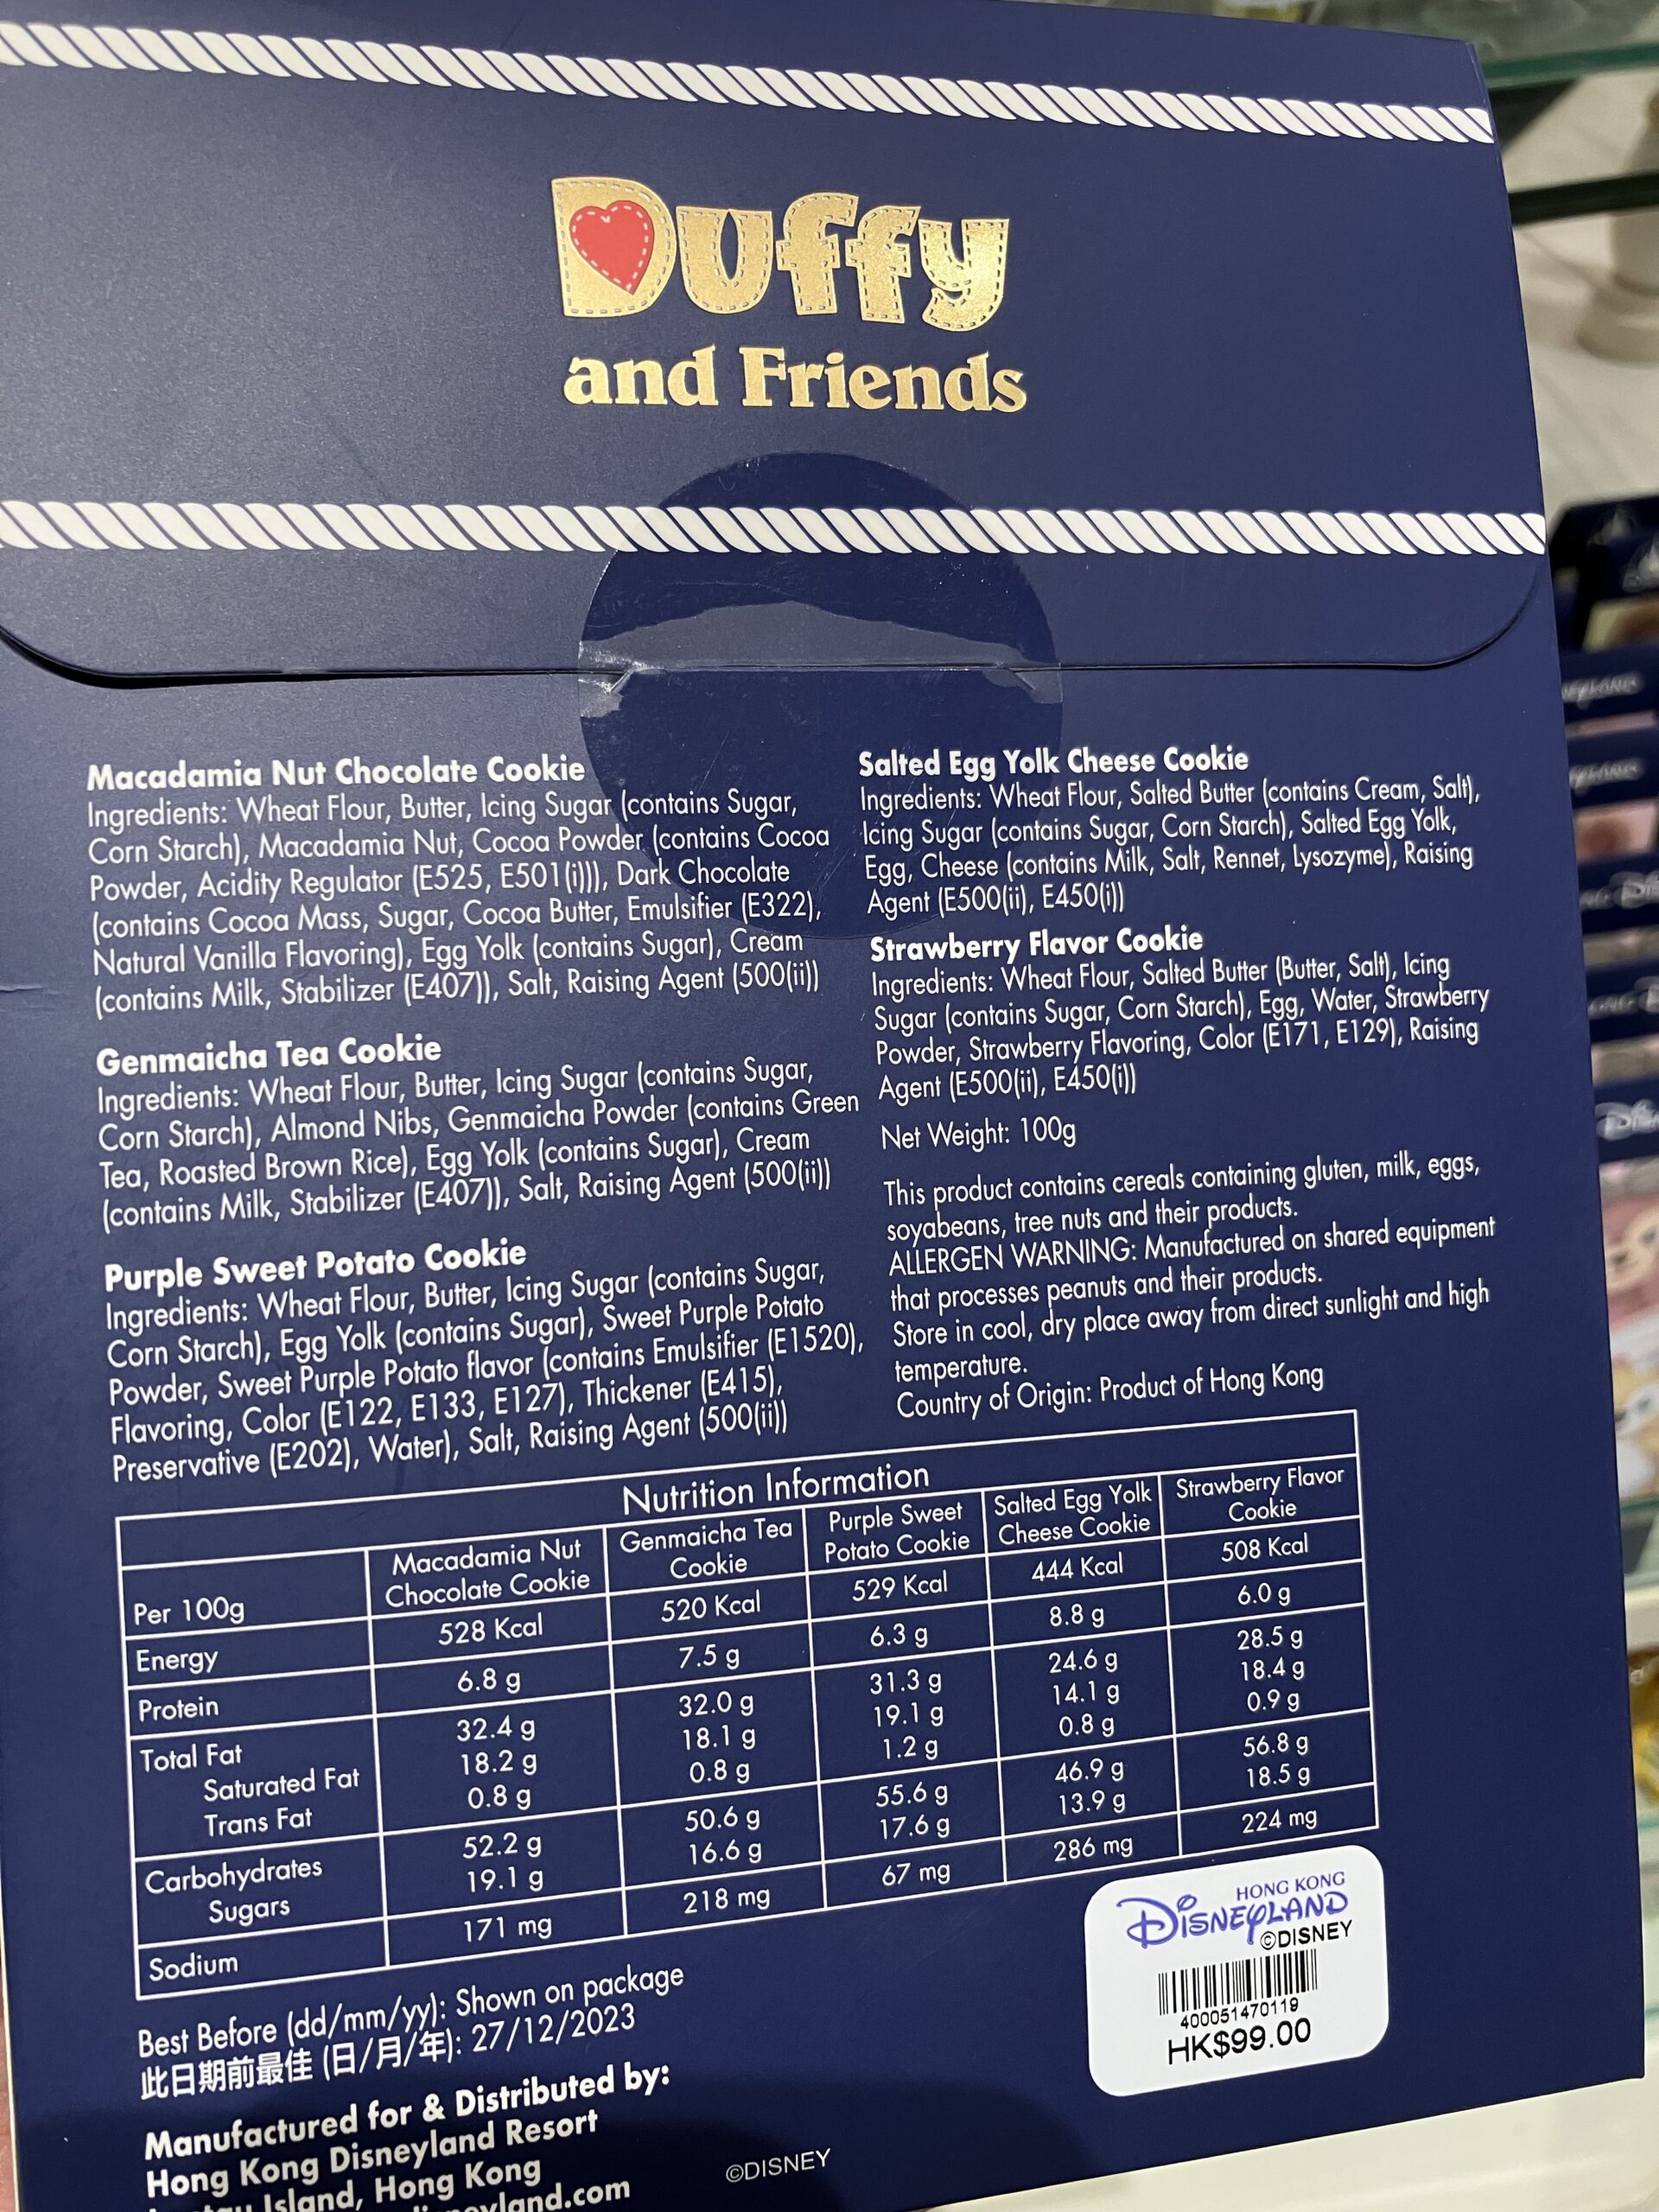 Duffy
and Friends
Macadamia Nut Chocolate Cookie
Ingredients: Wheat Flour, Butter, Icing Sugar (contains Sugar,
Corn Starch), Macadamia Nut, Cocoa Powder (contains Cocoa
Powder, Acidity Regulator (E525, E501(i))), Dark Chocolate
(contains Cocoa Mass, Sugar, Cocoa Butter, Emulsifier (E322),
Natural Vanilla Flavoring), Egg Yolk (contains Sugar), Cream
(contains Milk, Stabilizer (E407)), Salt, Raising Agent (500(ii))
Genmaicha Tea Cookie
Ingredients: Wheat Flour, Butter, Icing Sugar (contains Sugar,
Corn Starch), Almond Nibs, Genmaicha Powder (contains Green
Tea, Roasted Brown Rice), Egg Yolk (contains Sugar), Cream
(contains Milk, Stabilizer (E407)), Salt, Raising Agent (500(ii))
Purple Sweet Potato Cookie
Ingredients: Wheat Flour, Butter, Icing Sugar (contains Sugar,
Corn Starch), Egg Yolk (contains Sugar), Sweet Purple Potato
Powder, Sweet Purple Potato flavor (contains Emulsifier (E1520),
Flavoring, Color (E122, E133, E127), Thickener (E415),
Preservative (E202), Water), Salt, Raising Agent (500(ii))
Salted Egg Yolk Cheese Cookie
Ingredients: Wheat Flour, Salted Butter (contains Cream, Salt),
Icing Sugar (contains Sugar, Corn Starch), Salted Egg Yolk,
Egg, Cheese (contains Milk, Salt, Rennet, Lysozyme), Raising
Agent (E500(ii), E450(i))
Strawberry Flavor Cookie
Ingredients: Wheat Flour, Salted Butter (Butter, Salt), Icing
Sugar (contains Sugar, Corn Starch), Egg, Water, Strawberry
Powder, Strawberry Flavoring, Color (E171, E129), Raising
Agent (E500(ii), E450(i))
Net Weight: 100g
This product contains cereals containing gluten, milk, eggs,
soyabeans, tree nuts and their products.
ALLERGEN WARNING: Manufactured on shared equipment
that processes peanuts and their products.
Store in cool, dry place away from direct sunlight and high
temperature.
Country of Origin: Product of Hong Kong
Nutrition Information
Per 100g Macadamia Nut Chocolate Cookie Genmaicha Tea Cookie Purple Sweet Potato Cookie Salted Egg Yolk Cheese Cookie Strawberry Flavor Cookie
Energy 528 Kcal 520 Kcal 529 Kcal 444 Kcal 508 Kcal
Protein 6.8 g 7.5 g 6.3 g 8.8 g 6.0 g
Total Fat 32.4 g 32.0 g 31.3 g 24.6 g 28.5 g
Saturated Fat 18.2 g 18.1 g 19.1 g 14.1 g 18.4 g
Trans Fat 0.8 g 0.8 g 1.2 g 0.8 g 0.9 g
Carbohydrates 52.2 g 50.6 g 55.6 g 46.9 g 56.8 g
Sugars 19.1 g 16.6 g 17.6 g 13.9 g 18.5 g
Sodium 171 mg 218 mg 67 mg 286 mg 224 mg
Best Before (dd/mm/yy): Shown on package
此日期前最佳 (日/月/年): 27/12/2023
Manufactured for & Distributed by:
Hong Kong Disneyland Resort
Island, Hong Kong
©DISNEY
HONG KONG
DISNEYLAND
©DISNEY
400051470119
HK$99.00